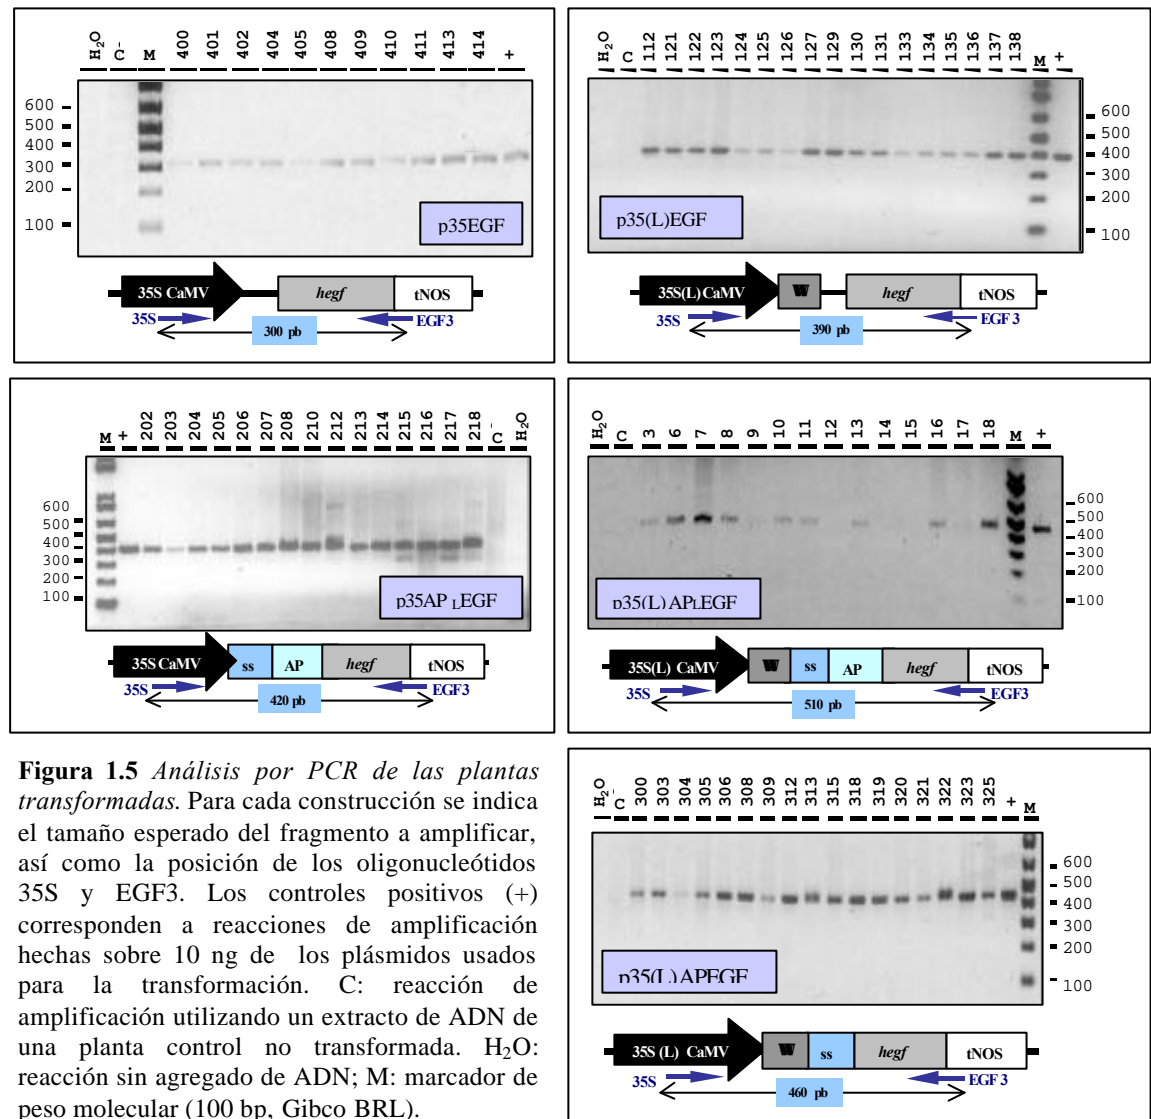 H₂O C⁻ M 400 401 402 404 405 408 409 410 411 413 414 +
600
500
400
300
200
100
p35EGF
35S CaMV hegf tNOS
35S EGF3
300 pb
H₂O C 112 121 122 123 124 125 126 127 129 130 131 133 134 135 136 137 138 M +
600
500
400
300
200
100
p35(L)EGF
35S(L) CaMV W hegf tNOS
35S EGF3
390 pb
M + 202 203 204 205 206 207 208 210 212 213 214 215 216 217 218 C⁻ H₂O
600
500
400
300
200
100
p35AP LEGF
35S CaMV ss AP hegf tNOS
35S EGF3
420 pb
H₂O C 3 6 7 8 9 10 11 12 13 14 15 16 17 18 M +
600
500
400
300
200
100
p35(L)APLEGF
35S(L) CaMV W ss AP hegf tNOS
35S EGF3
510 pb
Figura 1.5 Análisis por PCR de las plantas
transformadas. Para cada construcción se indica
el tamaño esperado del fragmento a amplificar,
así como la posición de los oligonucleótidos
35S y EGF3. Los controles positivos (+)
corresponden a reacciones de amplificación
hechas sobre 10 ng de los plásmidos usados
para la transformación. C: reacción de
amplificación utilizando un extracto de ADN de
una planta control no transformada. H₂O:
reacción sin agregado de ADN; M: marcador de
peso molecular (100 bp, Gibco BRL).
H₂O C 300 303 304 305 306 308 309 312 313 315 318 319 320 321 322 323 325 + M
600
500
400
300
200
100
p35(L)APEGF
35S (L) CaMV W ss hegf tNOS
35S EGF3
460 pb